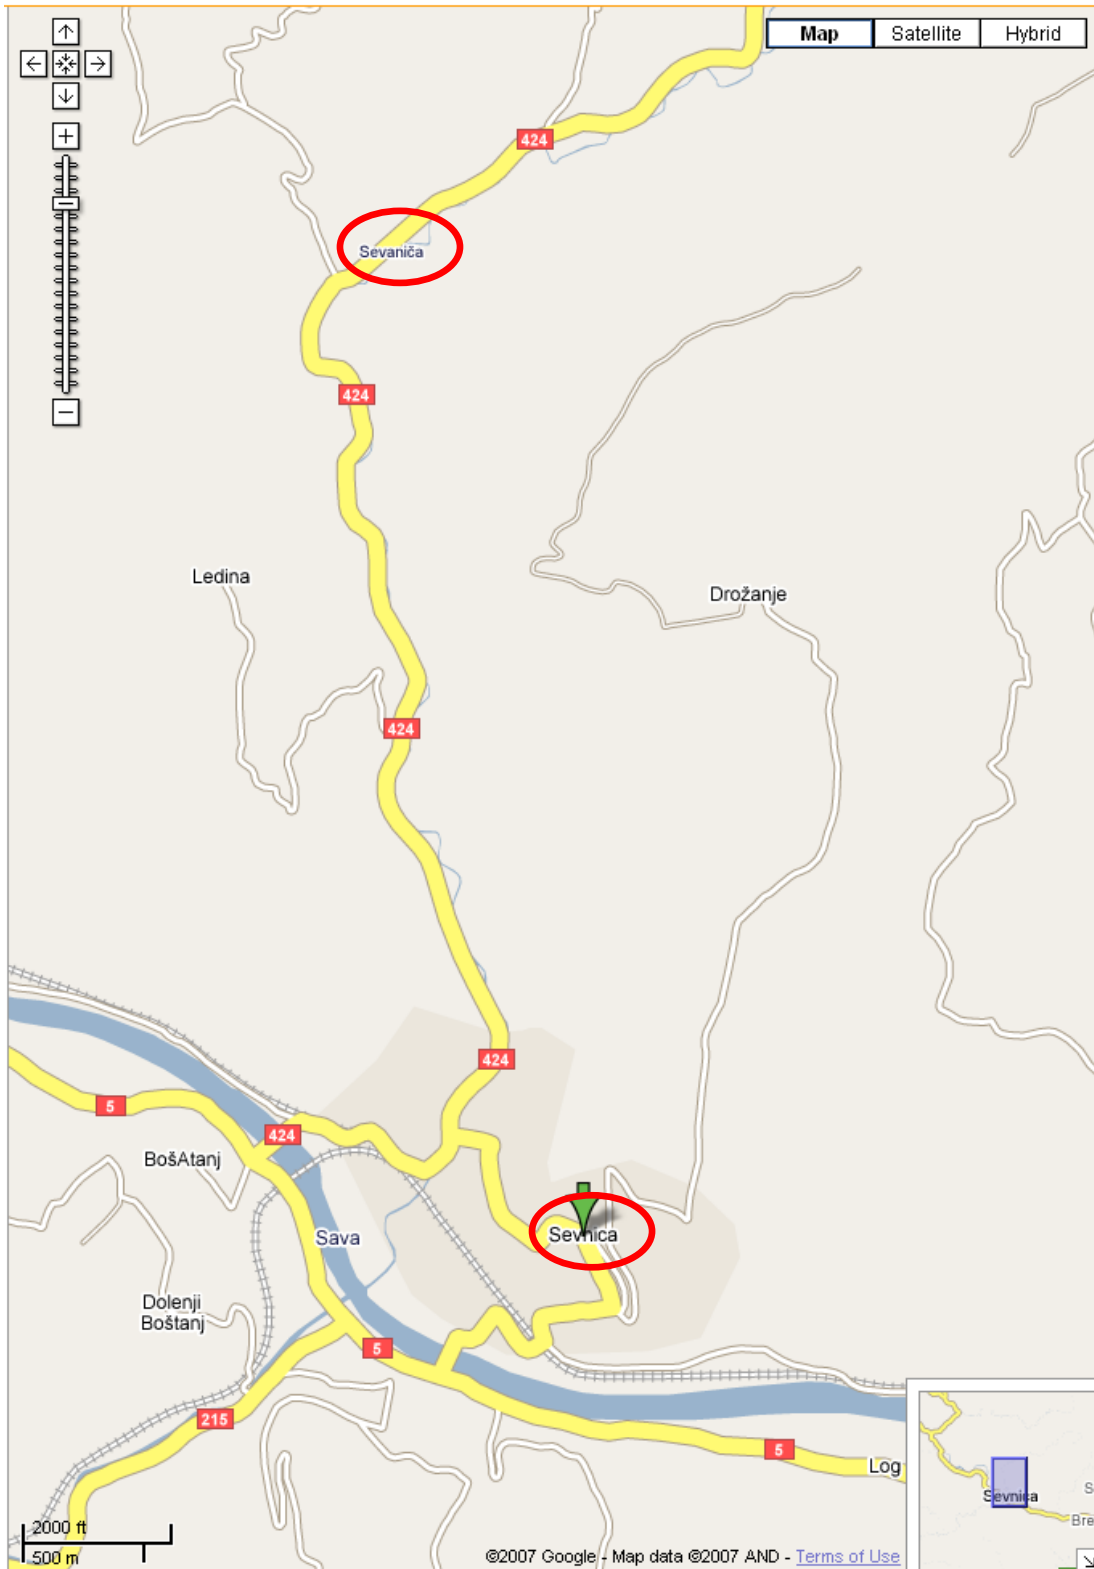 Map Satellite Hybrid
424
Sevaniča
424
Ledina
Drožanje
424
424
5
424
BošAtanj
Sevnica
Sava
Dolenji
Boštanj
5
215
5
Log
Sevnica
S
Bre
2000 ft
500 m
©2007 Google - Map data ©2007 AND - Terms of Use